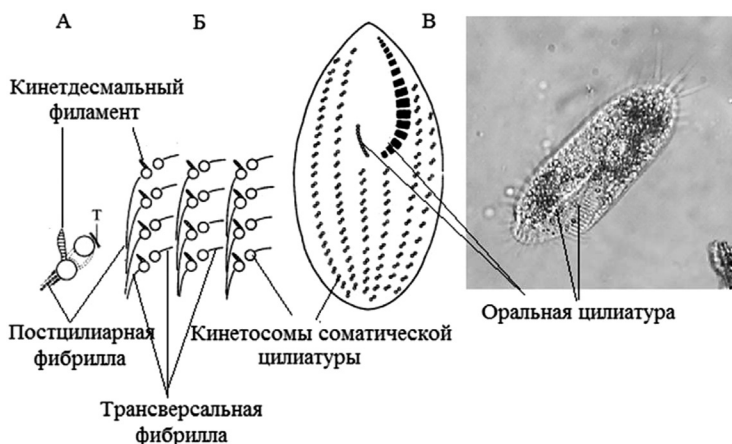 А
Б
В
Кинетдесмальный
филамент
Т
Постцилиарная
фибрилла
Кинетосомы соматической
цилиатуры
Оральная цилиатура
Трансверсальная
фибрилла